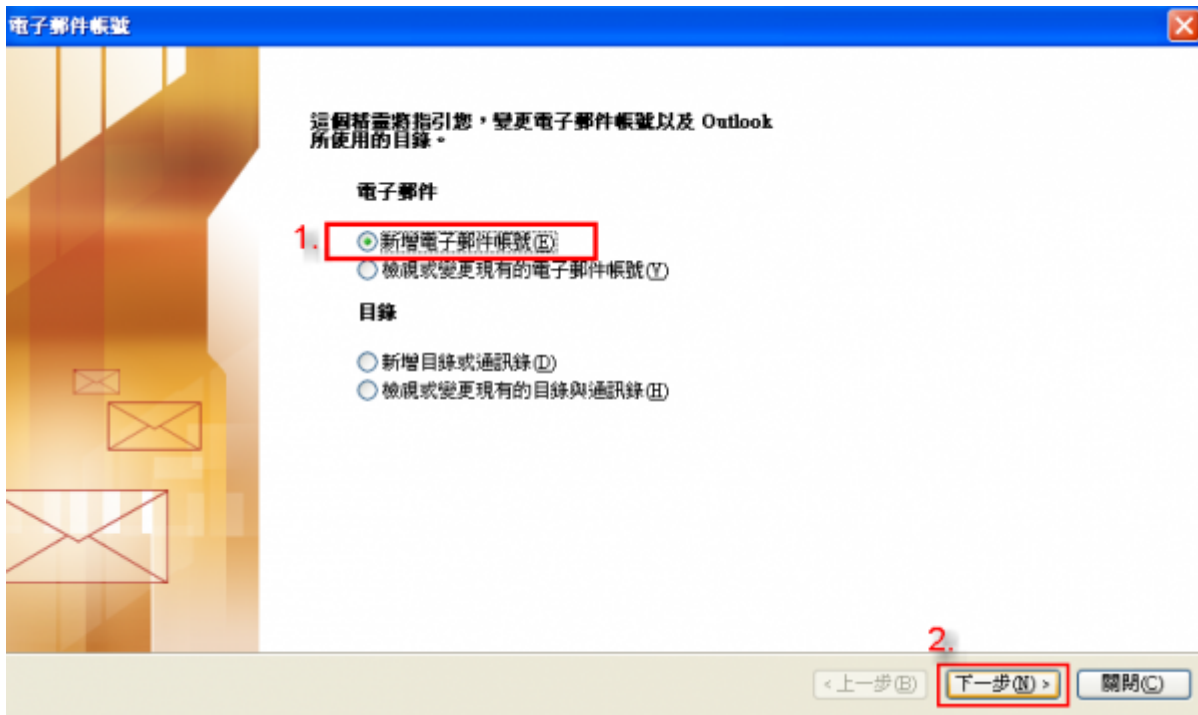 電子郵件帳號
這個精靈將指引您，變更電子郵件帳號以及 Outlook
所使用的目錄。
電子郵件
1. 新增電子郵件帳號(E)
檢視或變更現有的電子郵件帳號(Y)
目錄
新增目錄或通訊錄(D)
檢視或變更現有的目錄與通訊錄(H)
2.
<上一步(B) 下一步(N) > 關閉(C)